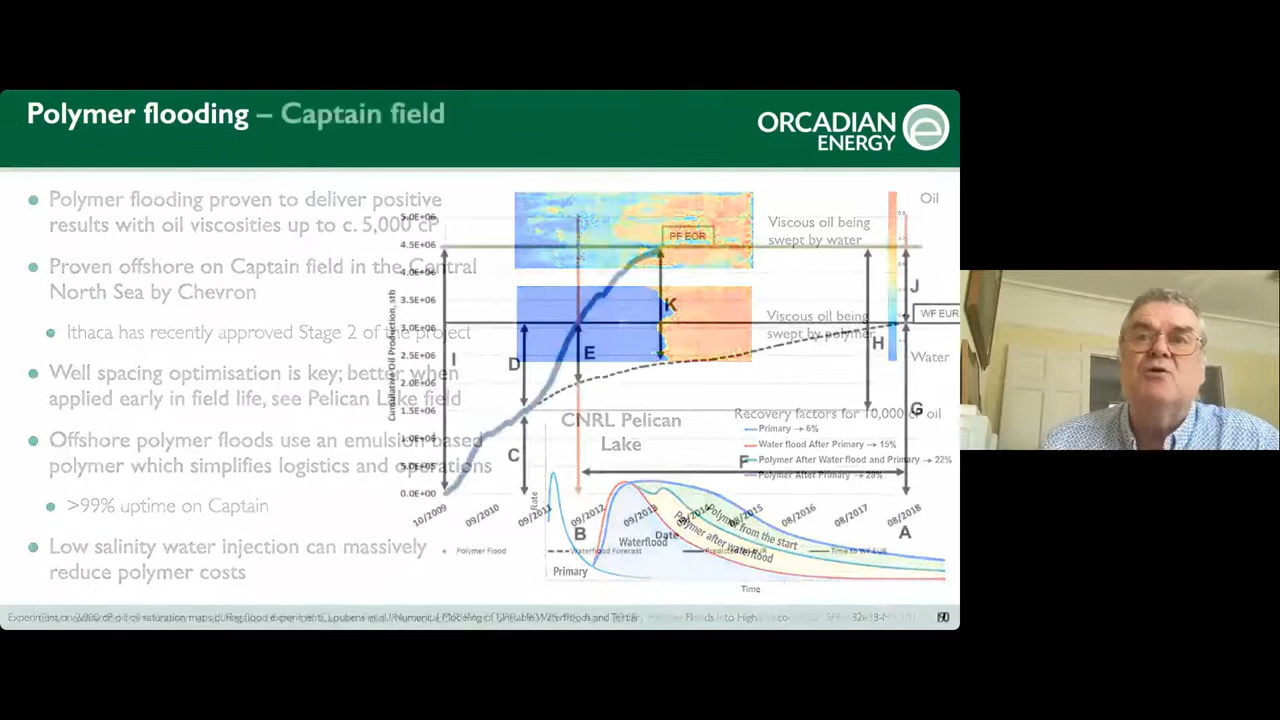 Polymer flooding – Captain field
ORCADIAN
ENERGY
Polymer flooding proven to deliver positive
results with oil viscosities up to c. 5,000 cP
Proven offshore on Captain field in the Central
North Sea by Chevron
Ithaca has recently approved Stage 2 of the project
Well spacing optimisation is key; better when
applied early in field life, see Pelican Lake field
Offshore polymer floods use an emulsion based
polymer which simplifies logistics and operations
>99% uptime on Captain
Low salinity water injection can massively
reduce polymer costs
Oil
Viscous oil being
swept by water
Viscous oil being
swept by polymer
Water
PF EOR
WF EUR
Cumulative Oil Production, stb
5.0E+06
4.5E+06
4.0E+06
3.5E+06
3.0E+06
2.5E+06
2.0E+06
1.5E+06
1.0E+06
5.0E+05
0.0E+00
I
D
C
E
K
B
F
H
J
G
A
10/2009
09/2010
09/2011
09/2012
09/2013
09/2014
08/2015
08/2016
08/2017
08/2018
Date
Polymer Flood
Waterflood Forecast
Time to WF EUR
CNRL Pelican
Lake
Recovery factors for 10,000 cP oil
Primary → 6%
Water flood After Primary → 15%
Polymer After Water flood and Primary → 22%
Polymer After Primary → 28%
Rate
Primary
Waterflood
Polymer after waterflood
Polymer from the start
Time